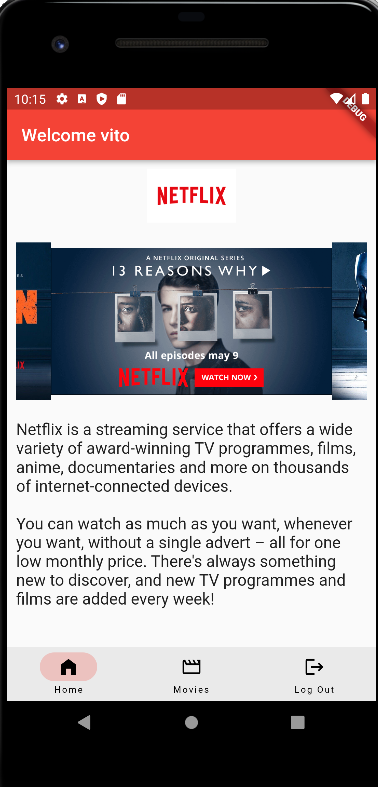 10:15
DEBUG
Welcome vito
NETFLIX
N
IX
A NETFLIX ORIGINAL SERIES
13 REASONS WHY
All episodes may 9
NETFLIX WATCH NOW >
Netflix is a streaming service that offers a wide
variety of award-winning TV programmes, films,
anime, documentaries and more on thousands
of internet-connected devices.
You can watch as much as you want, whenever
you want, without a single advert – all for one
low monthly price. There's always something
new to discover, and new TV programmes and
films are added every week!
Home
Movies
Log Out